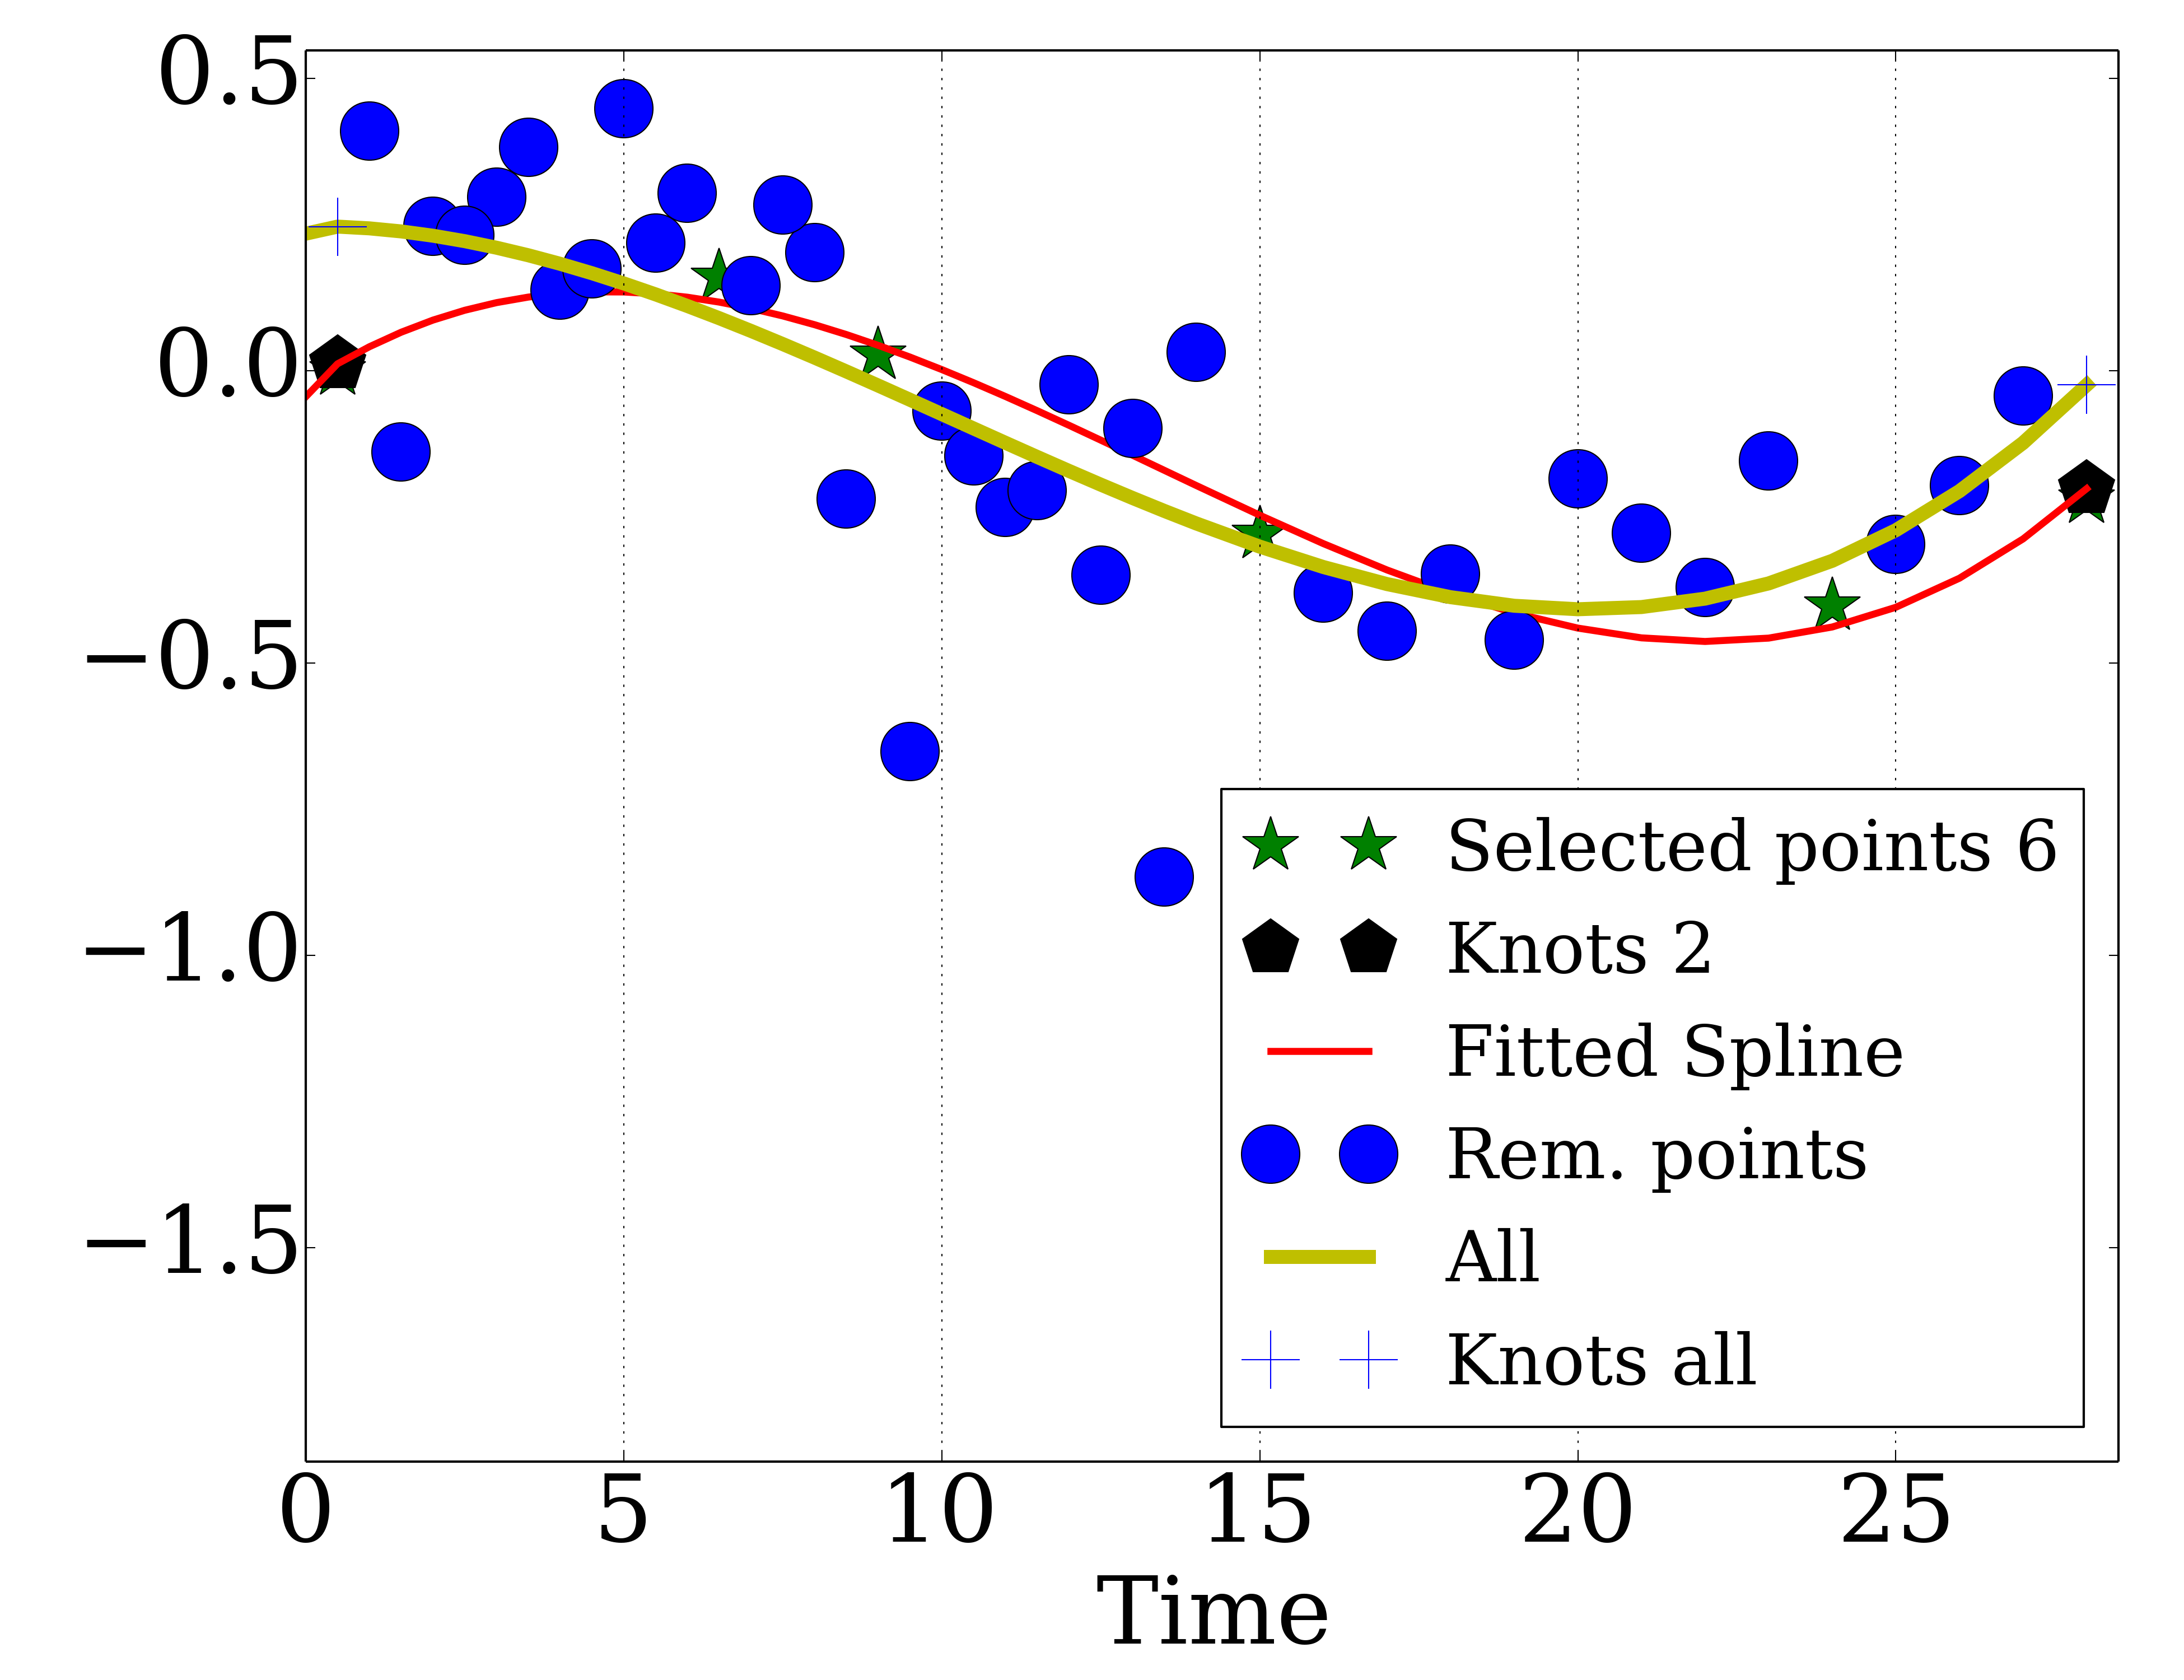 0.5
0.0
−0.5
−1.0
−1.5
Selected points 6
Knots 2
Fitted Spline
Rem. points
All
Knots all
0 5 10 15 20 25
Time